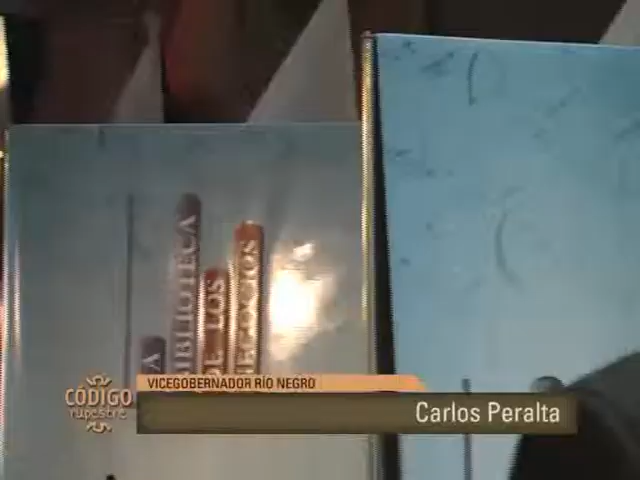 A
BIBLIOTECA
DE LOS
NEGOCIOS
VICEGOBERNADOR RÍO NEGRO
CÓDIGO
rupestre
Carlos Peralta